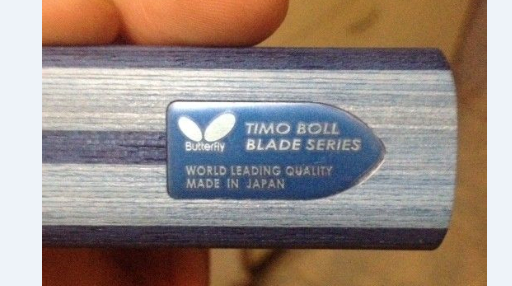 Butterfly
TIMO BOLL
BLADE SERIES
WORLD LEADING QUALITY
MADE IN JAPAN